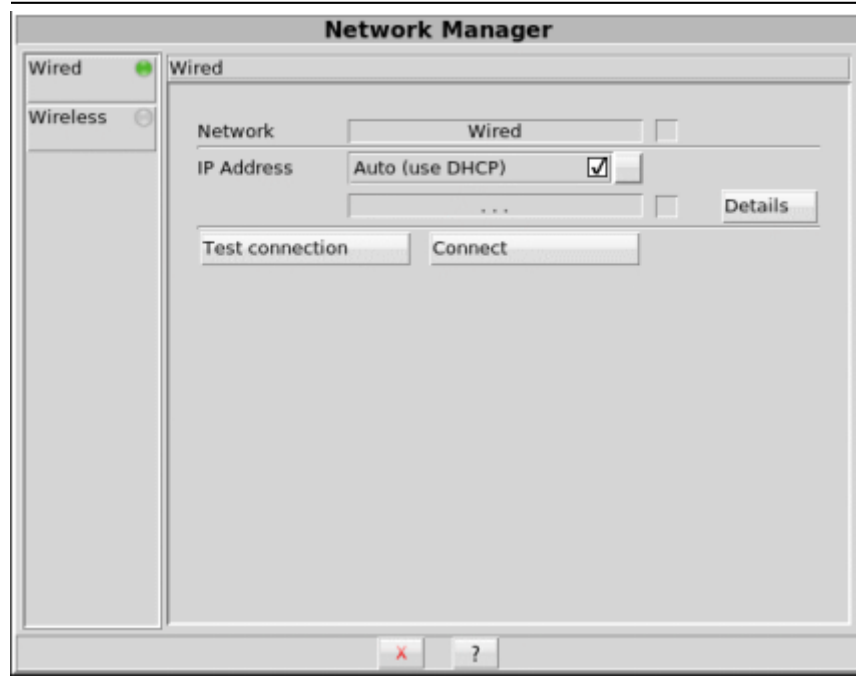 Network Manager
Wired
Wireless
Wired
Network Wired
IP Address Auto (use DHCP)
... Details
Test connection Connect
X ?